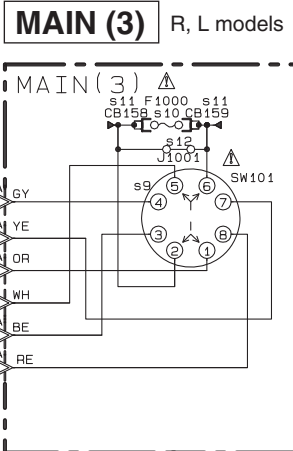 MAIN (3) R, L models
MAIN(3)
s11 F1000 s11
CB158 s10 CB159
s12
J1001
SW101
s9
5 6
4 7
3 8
2 1
GY
YE
OR
WH
BE
RE